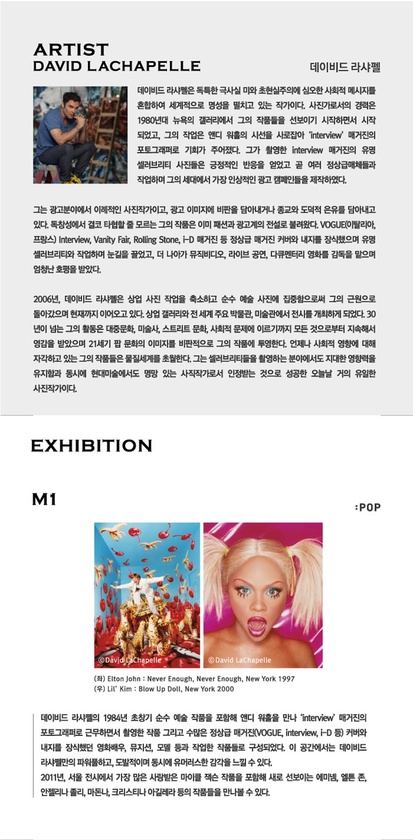 ARTIST
DAVID LACHAPELLE
데이비드 라샤펠
데이비드 라샤펠은 독특한 극사실 미와 초현실주의에 심오한 사회적 메시지를
혼합하여 세계적으로 명성을 떨치고 있는 작가이다. 사진가로서의 경력은
1980년대 뉴욕의 갤러리에서 그의 작품들을 선보이기 시작하면서 시작
되었고, 그의 작업은 앤디 워홀의 시선을 사로잡아 'interview' 매거진의
포토그래퍼로 기회가 주어졌다. 그가 촬영한 interview 매거진의 유명
셀러브리티 사진들은 긍정적인 반응을 얻었고 곧 여러 정상급매체들과
작업하며 그의 세대에서 가장 인상적인 광고 캠페인들을 제작하였다.
그는 광고분야에서 이례적인 사진작가이고, 광고 이미지에 비판을 담아내거나 종교와 도덕적 은유를 담아내고
있다. 독창성에서 결코 타협할 줄 모르는 그의 작품은 이미 패션과 광고계의 전설로 불려왔다. VOGUE(이탈리아,
프랑스) Interview, Vanity Fair, Rolling Stone, i-D 매거진 등 정상급 매거진 커버와 내지를 장식했으며 유명
셀러브리티와 작업하며 눈길을 끌었고, 더 나아가 뮤직비디오, 라이브 공연, 다큐멘터리 영화를 감독을 맡으며
엄청난 호평을 받았다.
2006년, 데이비드 라샤펠은 상업 사진 작업을 축소하고 순수 예술 사진에 집중함으로써 그의 근원으로
돌아갔으며 현재까지 이어오고 있다. 상업 갤러리와 전 세계 주요 박물관, 미술관에서 전시를 개최하게 되었다. 30
년이 넘는 그의 활동은 대중문화, 미술사, 스트리트 문화, 사회적 문제에 이르기까지 모든 것으로부터 지속해서
영감을 받았으며 21세기 팝 문화의 이미지를 비판적으로 그의 작품에 투영한다. 언제나 사회적 영향에 대해
자각하고 있는 그의 작품들은 물질세계를 초월한다. 그는 셀러브리티들을 촬영하는 분야에서도 지대한 영향력을
유지함과 동시에 현대미술에서도 명망 있는 사직작가로서 인정받는 것으로 성공한 오늘날 거의 유일한
사진작가이다.
EXHIBITION
M1
:POP
©David LaChapelle
©David LaChapelle
(좌) Elton John : Never Enough, Never Enough, New York 1997
(우) Lil' Kim : Blow Up Doll, New York 2000
데이비드 라샤펠의 1984년 초창기 순수 예술 작품을 포함해 앤디 워홀을 만나 'interview' 매거진의
포토그래퍼로 근무하면서 촬영한 작품 그리고 수많은 정상급 매거진(VOGUE, interview, i-D 등) 커버와
내지를 장식했던 영화배우, 뮤지션, 모델 등과 작업한 작품들로 구성되었다. 이 공간에서는 데이비드
라샤펠만의 파워풀하고, 도발적이며 동시에 유머러스한 감각을 느낄 수 있다.
2011년, 서울 전시에서 가장 많은 사랑받은 마이클 잭슨 작품을 포함해 새로 선보이는 에미넴, 엘튼 존,
안젤리나 졸리, 마돈나, 크리스티나 아길레라 등의 작품들을 만나볼 수 있다.